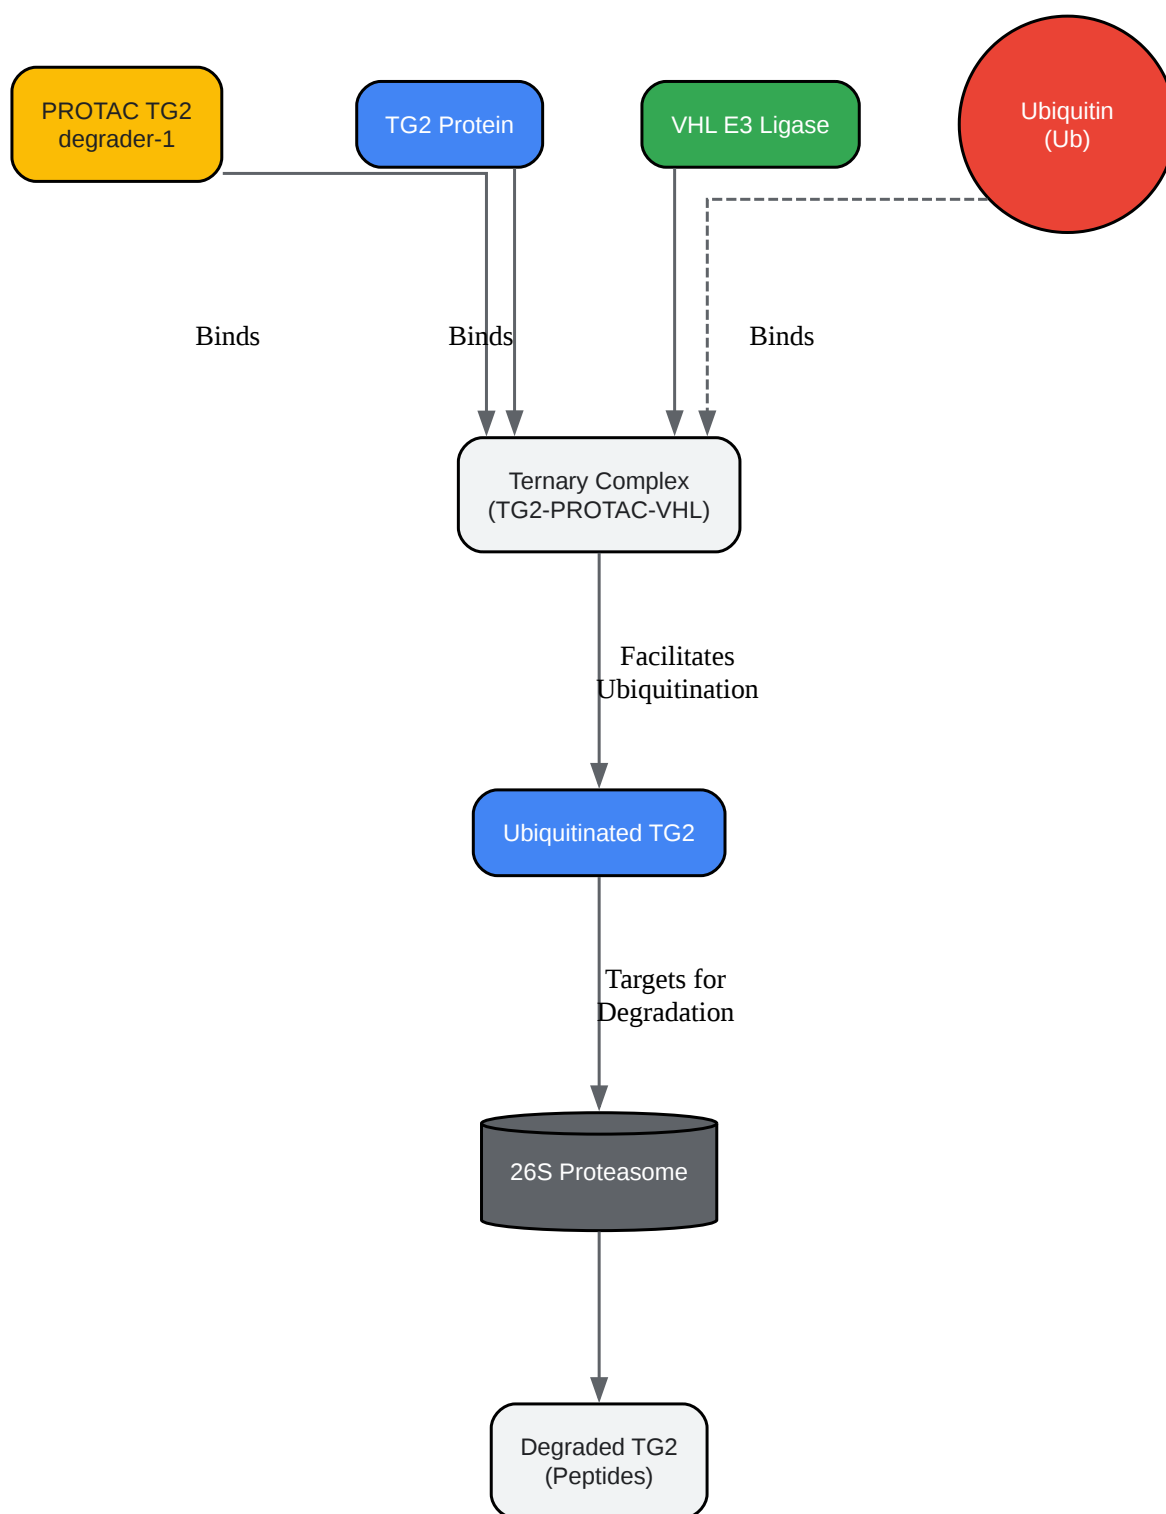 PROTAC TG2
degrader-1
TG2 Protein
VHL E3 Ligase
Ubiquitin
(Ub)
Binds
Binds
Binds
Ternary Complex
(TG2-PROTAC-VHL)
Facilitates
Ubiquitination
Ubiquitinated TG2
Targets for
Degradation
26S Proteasome
Degraded TG2
(Peptides)